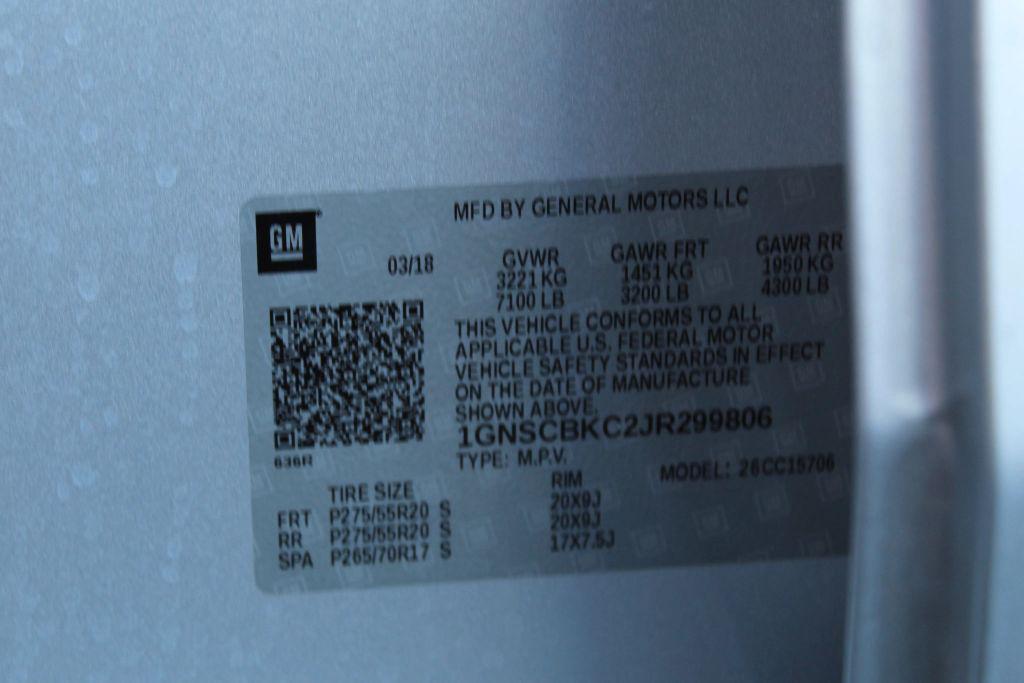 MFD BY GENERAL MOTORS LLC
GM
03/18
GVWR GAWR FRT GAWR RR
3221 KG 1451 KG 1950 KG
7100 LB 3200 LB 4300 LB
THIS VEHICLE CONFORMS TO ALL
APPLICABLE U.S. FEDERAL MOTOR
VEHICLE SAFETY STANDARDS IN EFFECT
ON THE DATE OF MANUFACTURE
SHOWN ABOVE.
1GNSCBKC2JR299806
636R
TYPE: M.P.V. MODEL: 26CC15706
TIRE SIZE RIM
FRT P275/55R20 S 20X9J
RR P275/55R20 S 20X9J
SPA P265/70R17 S 17X7.5J